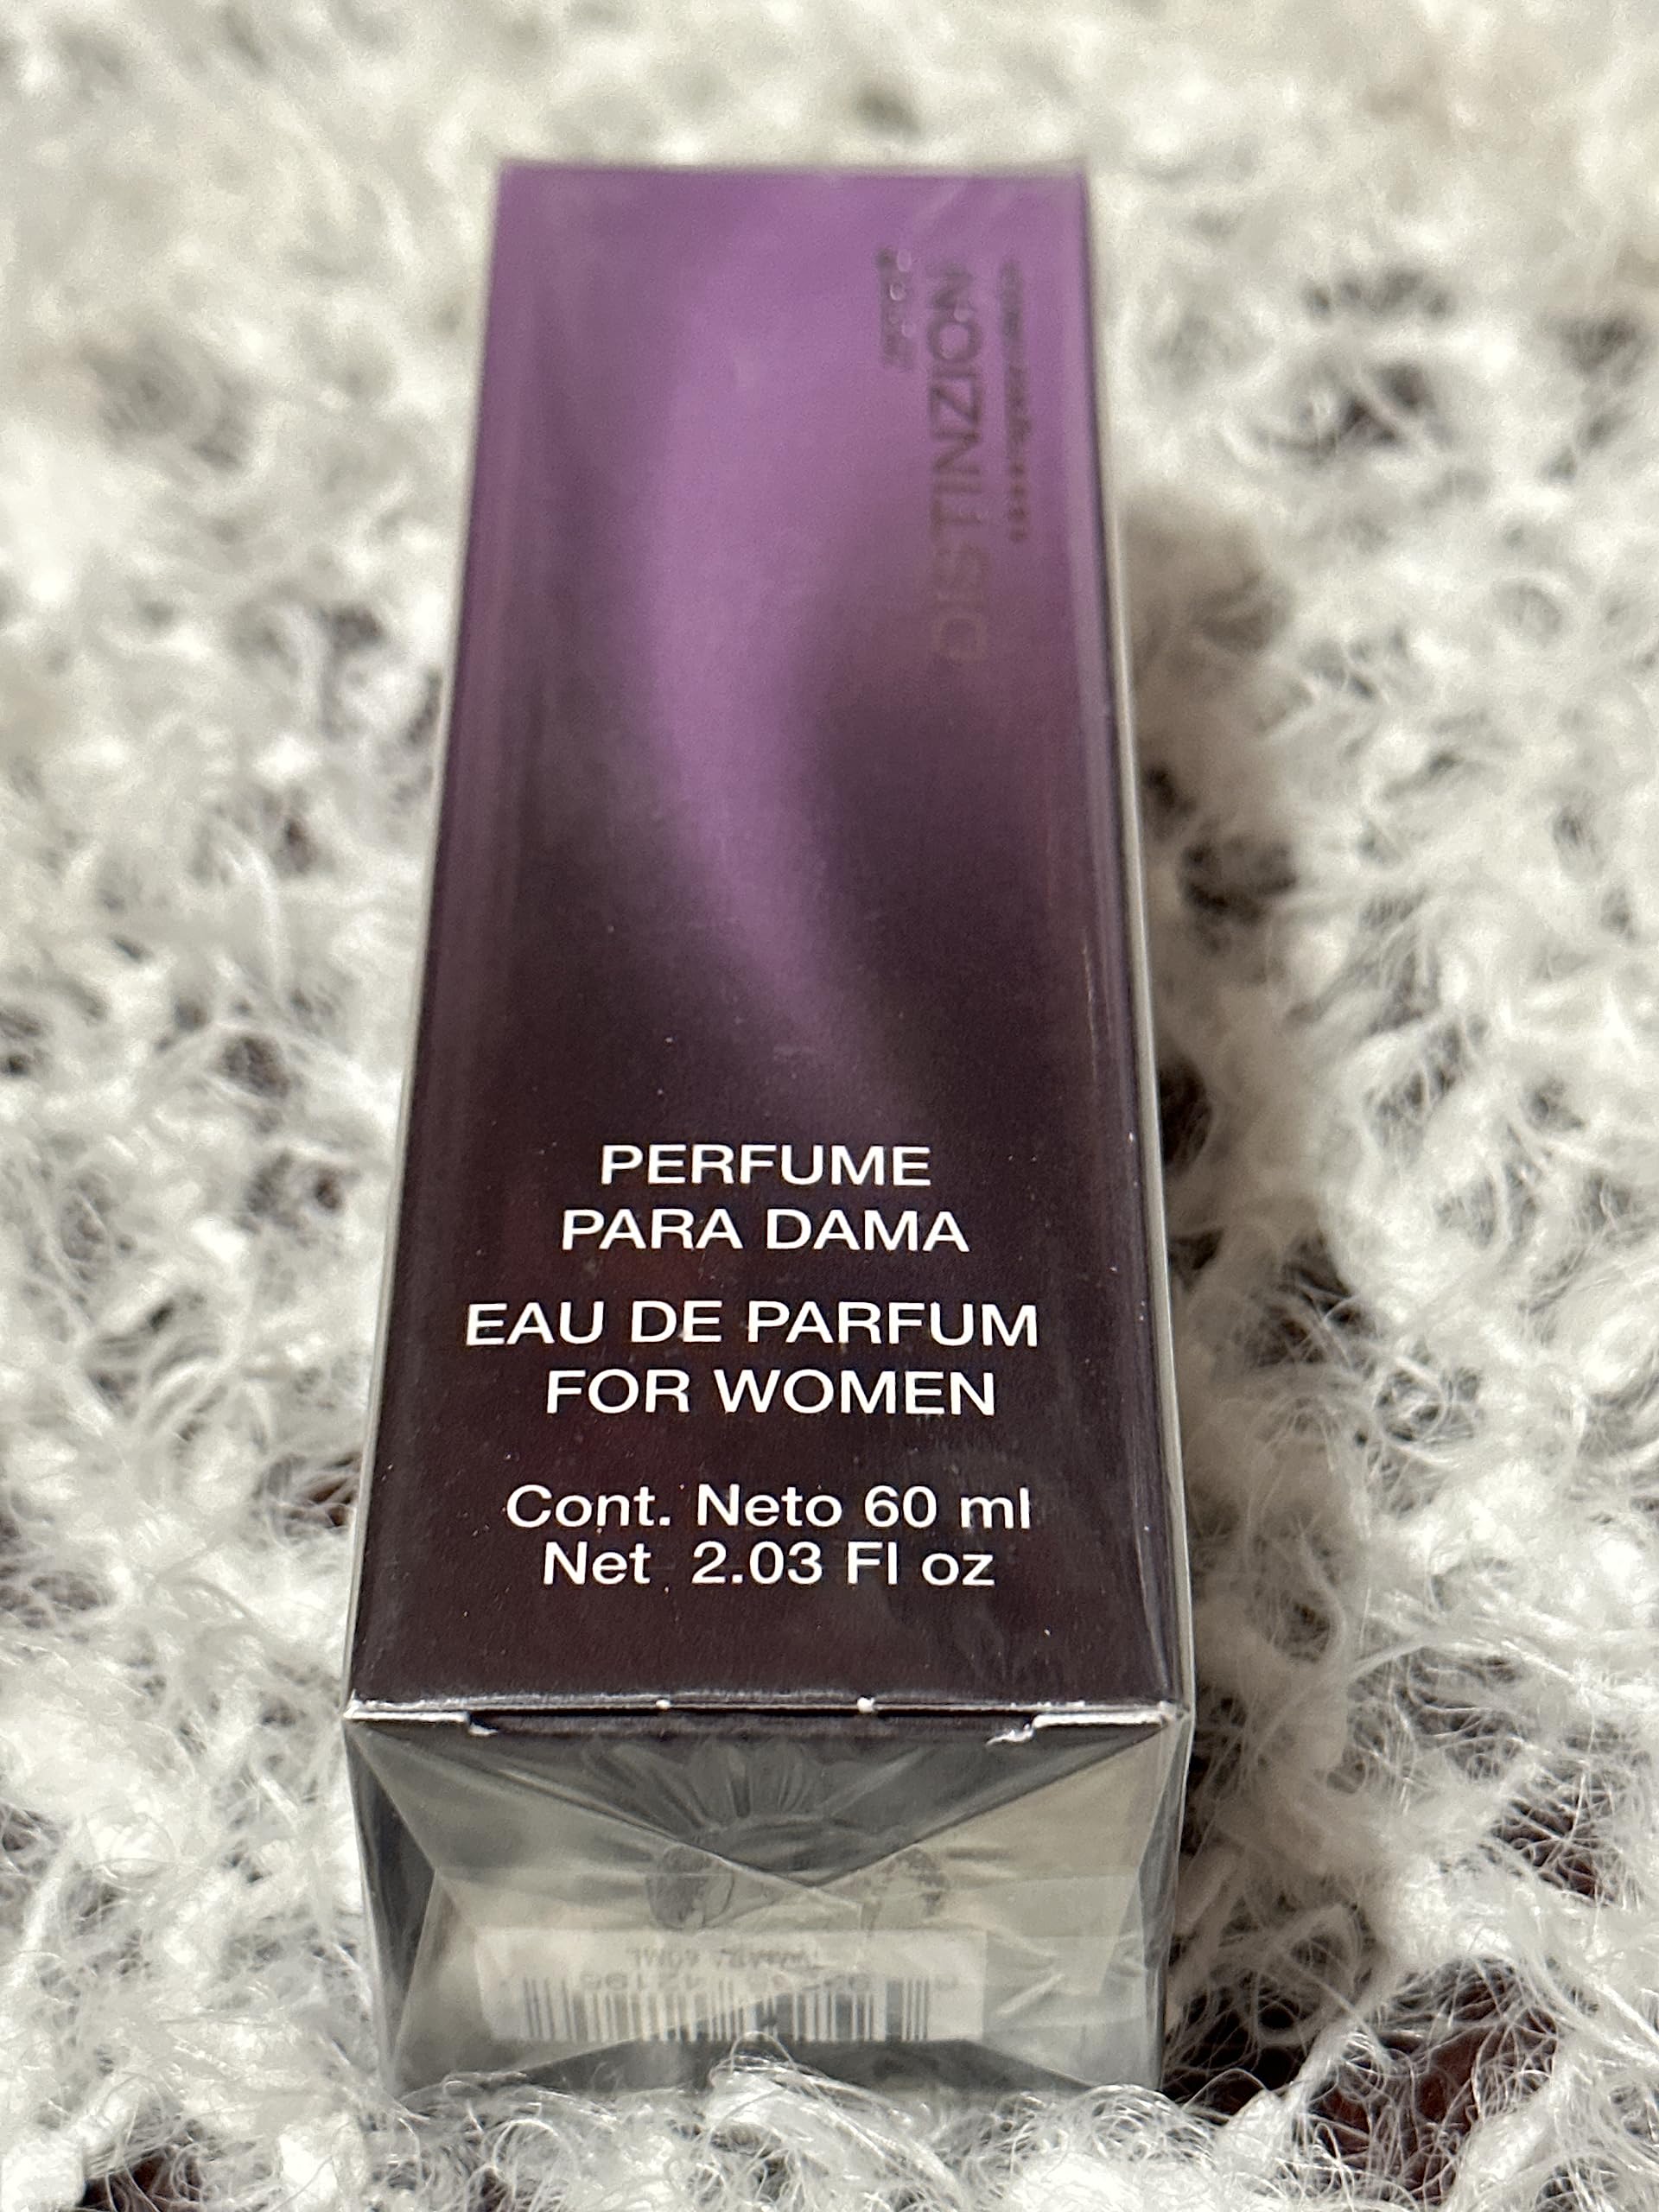 DISTINZIONE
PERFUME
PARA DAMA
EAU DE PARFUM
FOR WOMEN
Cont. Neto 60 ml
Net 2.03 Fl oz